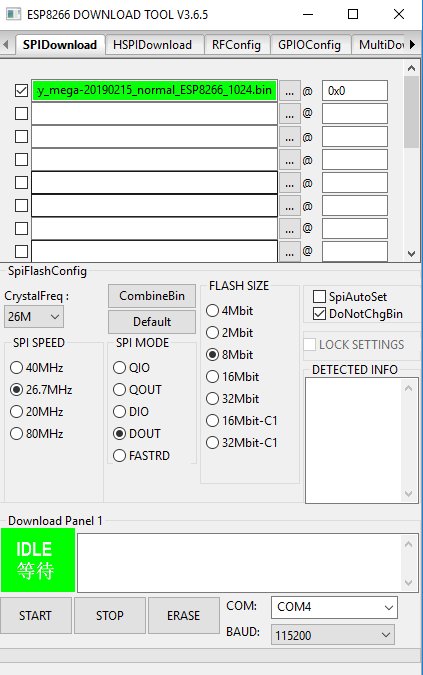 ESP8266 DOWNLOAD TOOL V3.6.5
SPIDownload HSPIDownload RFConfig GPIOConfig MultiDow
y_mega-20190215_normal_ESP8266_1024.bin ... @ 0x0
... @
... @
... @
... @
... @
... @
... @
SpiFlashConfig
CrystalFreq :
26M
CombineBin
Default
SPI SPEED
40MHz
26.7MHz
20MHz
80MHz
SPI MODE
QIO
QOUT
DIO
DOUT
FASTRD
FLASH SIZE
4Mbit
2Mbit
8Mbit
16Mbit
32Mbit
16Mbit-C1
32Mbit-C1
SpiAutoSet
DoNotChgBin
LOCK SETTINGS
DETECTED INFO
Download Panel 1
IDLE
等待
START STOP ERASE
COM: COM4
BAUD: 115200